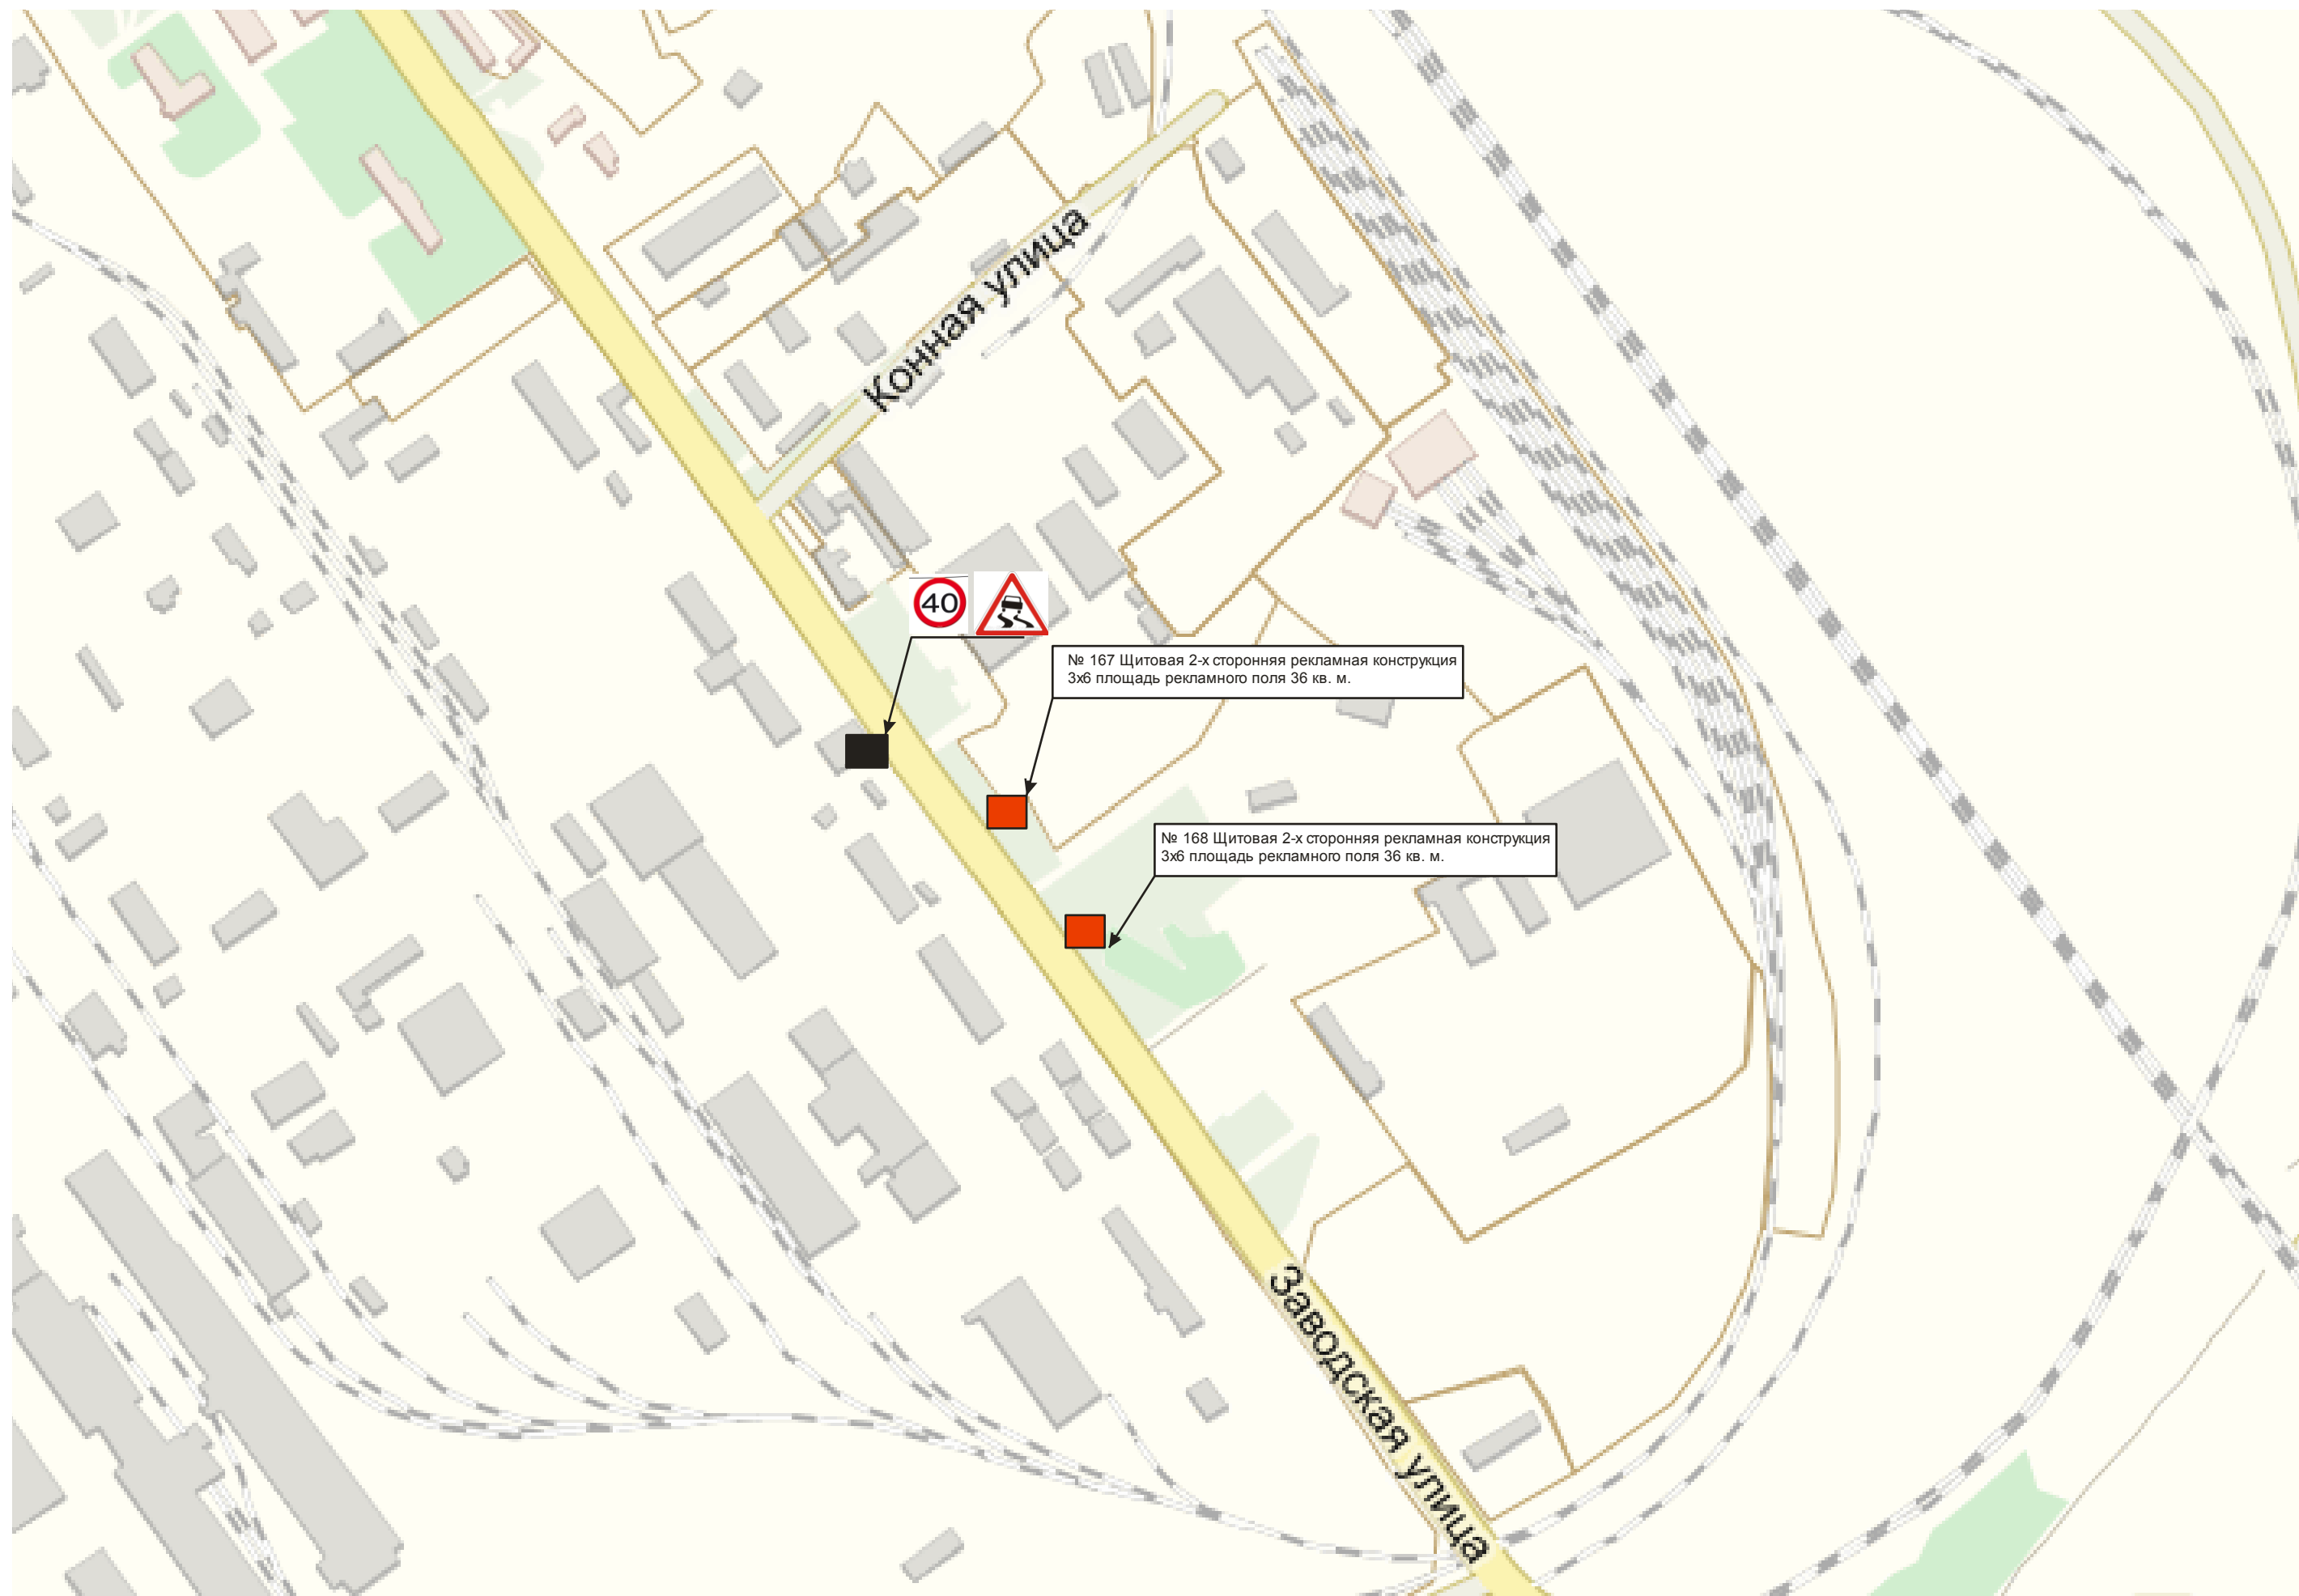 Конная улица
40
№ 167 Щитовая 2-х сторонняя рекламная конструкция
3х6 площадь рекламного поля 36 кв. м.
№ 168 Щитовая 2-х сторонняя рекламная конструкция
3х6 площадь рекламного поля 36 кв. м.
Заводская улица